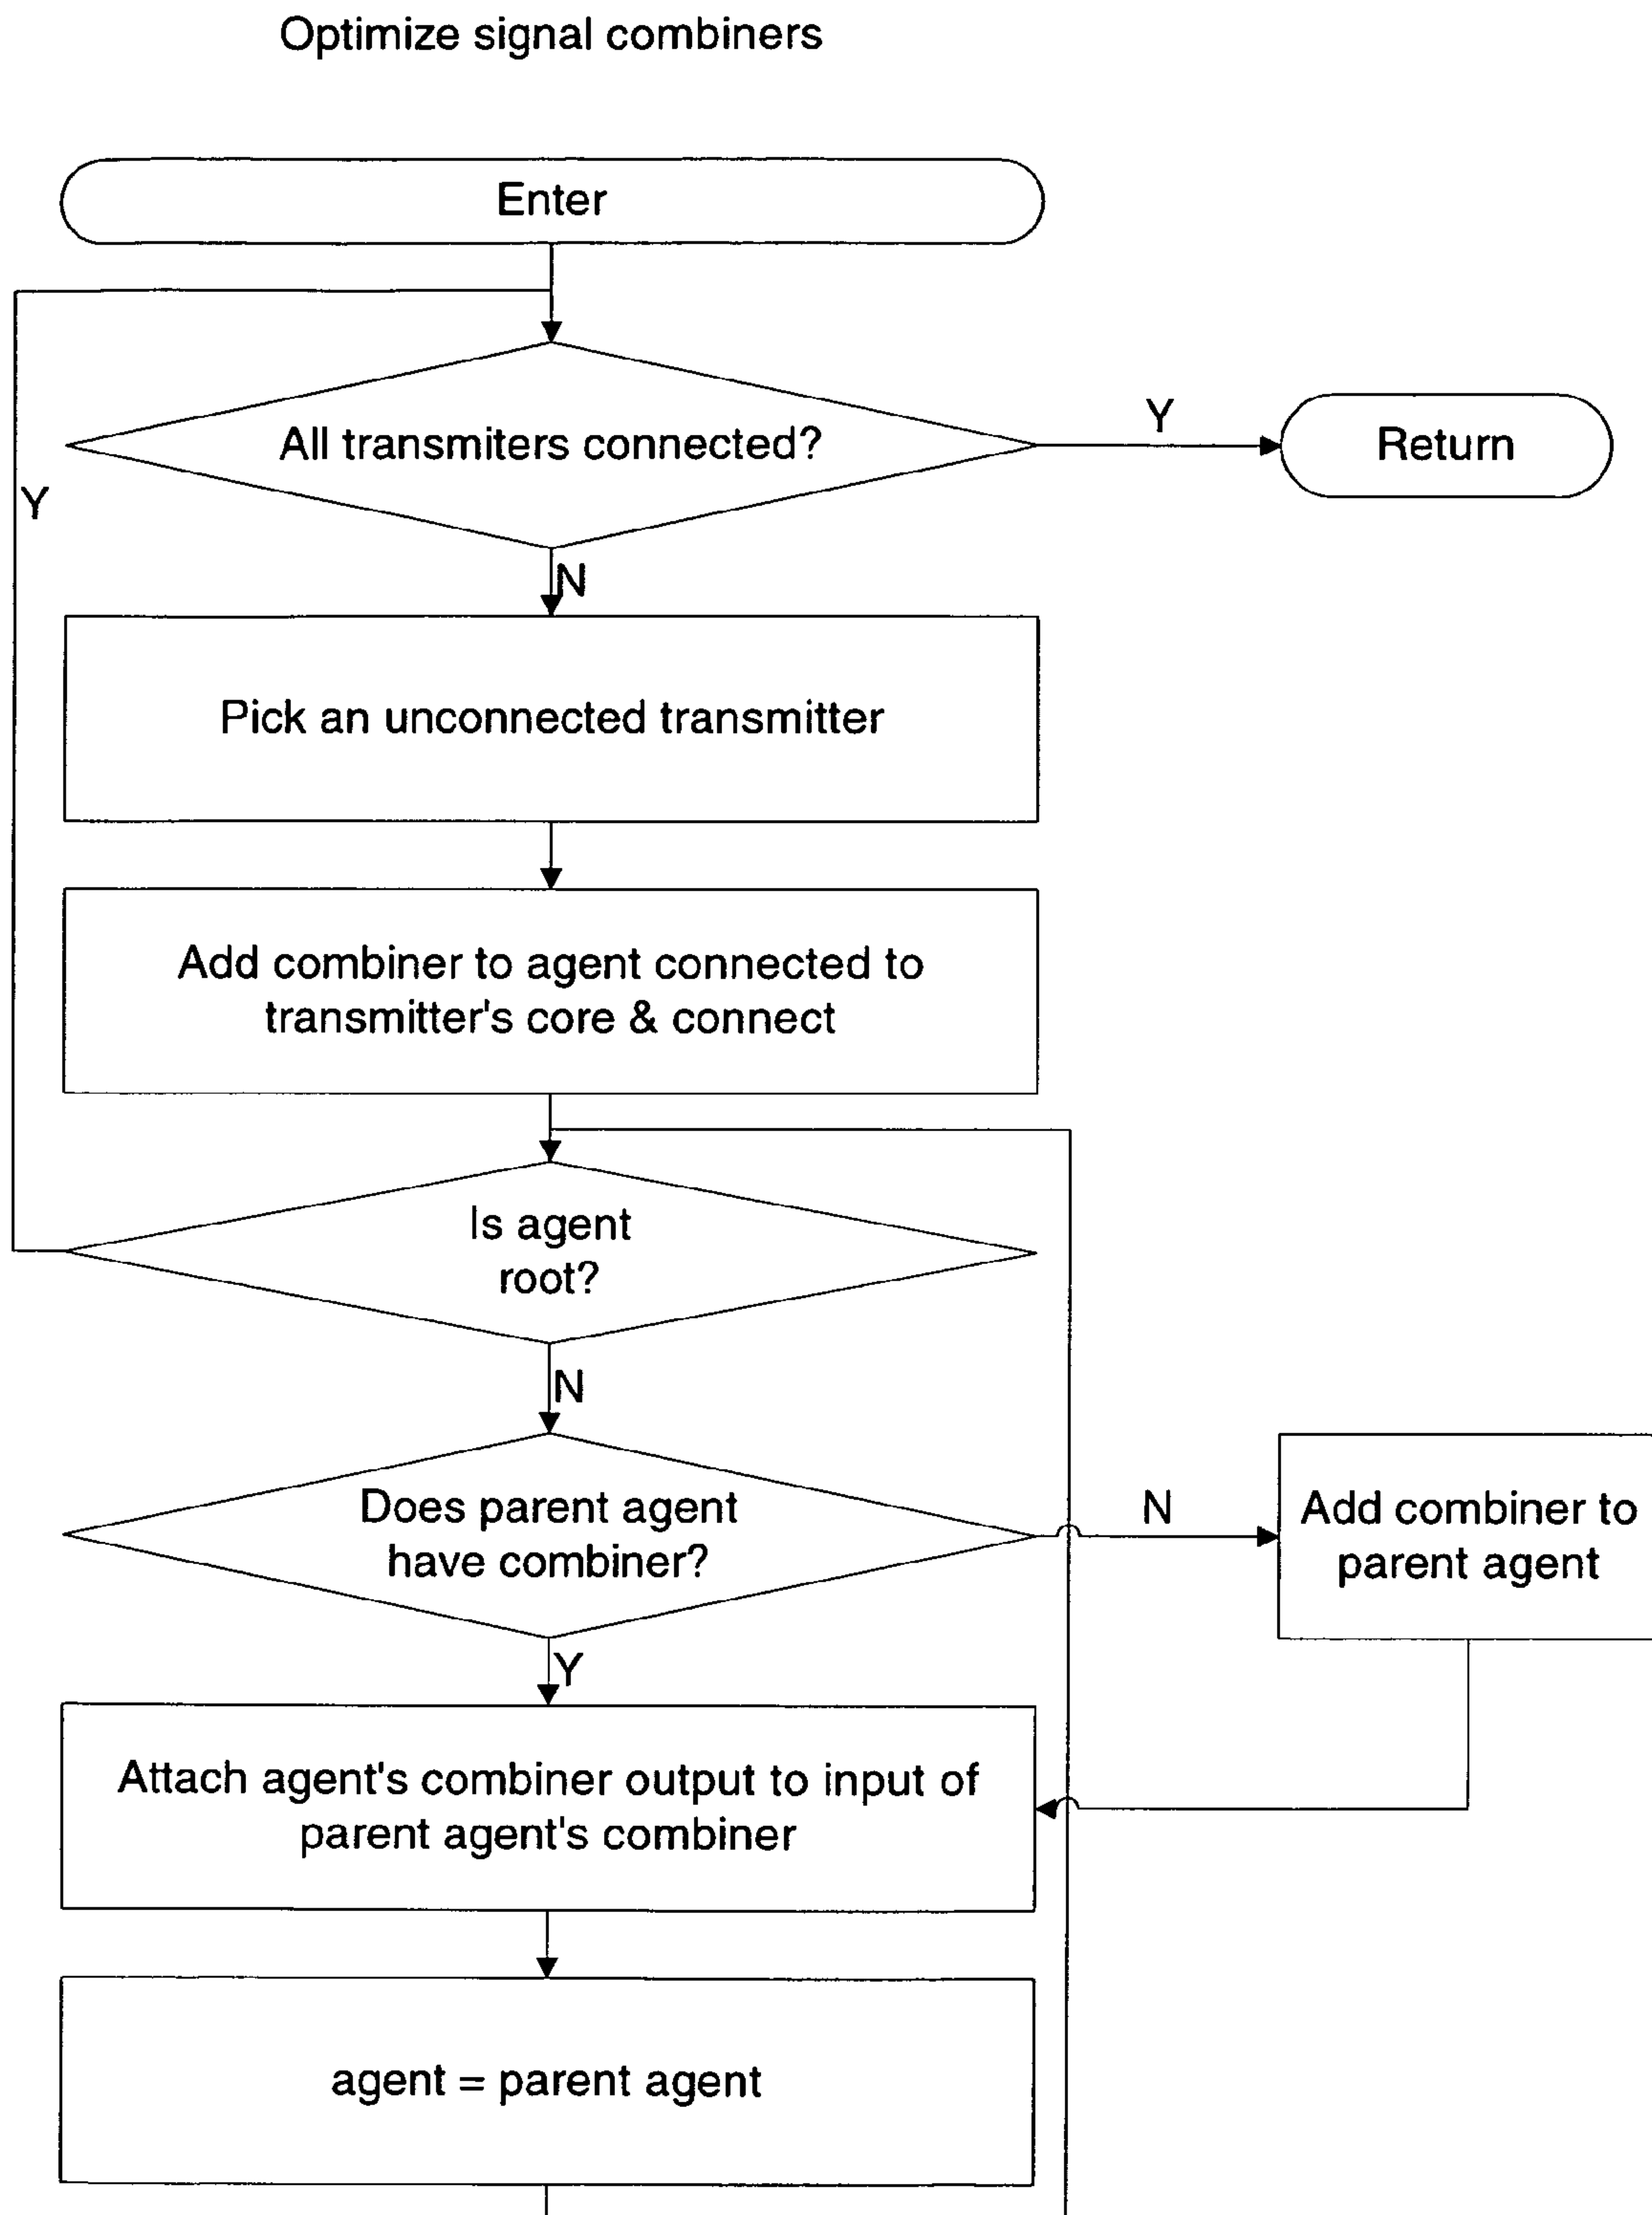 Optimize signal combiners
Enter
All transmiters connected?
Y
Return
Y
N
Pick an unconnected transmitter
Add combiner to agent connected to
transmitter's core & connect
Is agent
root?
N
Does parent agent
have combiner?
N
Add combiner to
parent agent
Y
Attach agent's combiner output to input of
parent agent's combiner
agent = parent agent